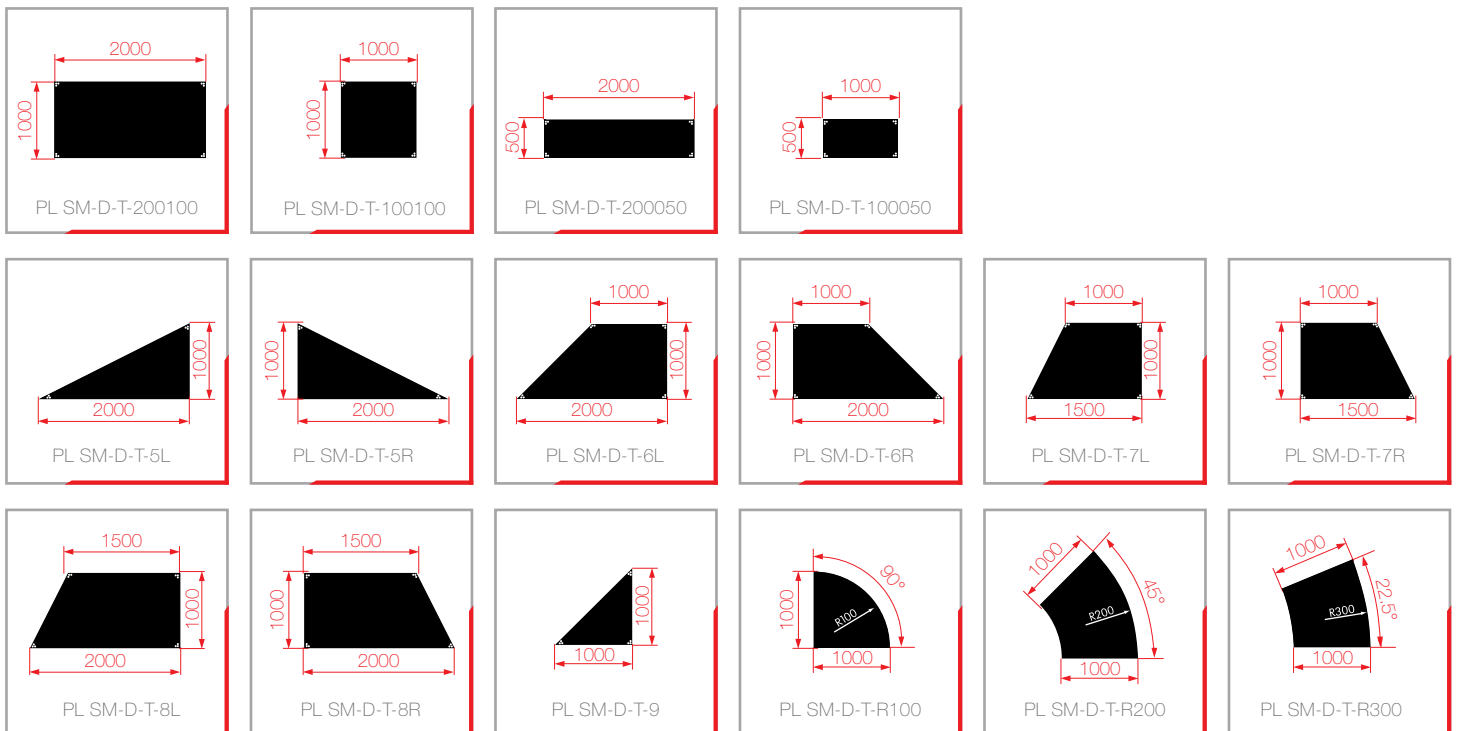 2000
1000
PL SM-D-T-200100
1000
1000
PL SM-D-T-100100
2000
500
PL SM-D-T-200050
1000
500
PL SM-D-T-100050
1000
2000
PL SM-D-T-5L
1000
2000
PL SM-D-T-5R
1000
1000
2000
PL SM-D-T-6L
1000
1000
2000
PL SM-D-T-6R
1000
1000
1500
PL SM-D-T-7L
1000
1000
1500
PL SM-D-T-7R
1500
1000
2000
PL SM-D-T-8L
1500
1000
2000
PL SM-D-T-8R
1000
1000
PL SM-D-T-9
90°
1000
R100
1000
PL SM-D-T-R100
1000
45°
R200
1000
PL SM-D-T-R200
1000
22.5°
R300
1000
PL SM-D-T-R300